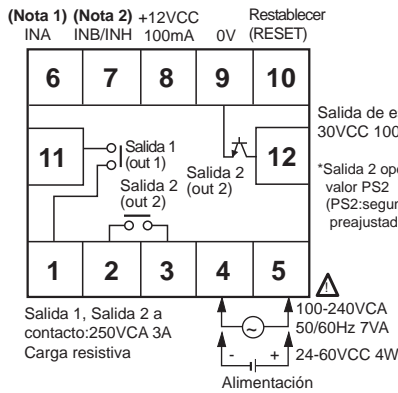 (Nota 1) (Nota 2) +12VCC Restablecer
INA INB/INH 100mA 0V (RESET)
6 7 8 9 10
Salida de e
30VCC 100
11 Salida 1
(out 1)
Salida 2
(out 2)
Salida 2
(out 2)
12
*Salida 2 ope
valor PS2
(PS2:segur
preajustad
1 2 3 4 5
Salida 1, Salida 2 a
contacto:250VCA 3A
Carga resistiva
100-240VCA
50/60Hz 7VA
- + 24-60VCC 4W
Alimentación